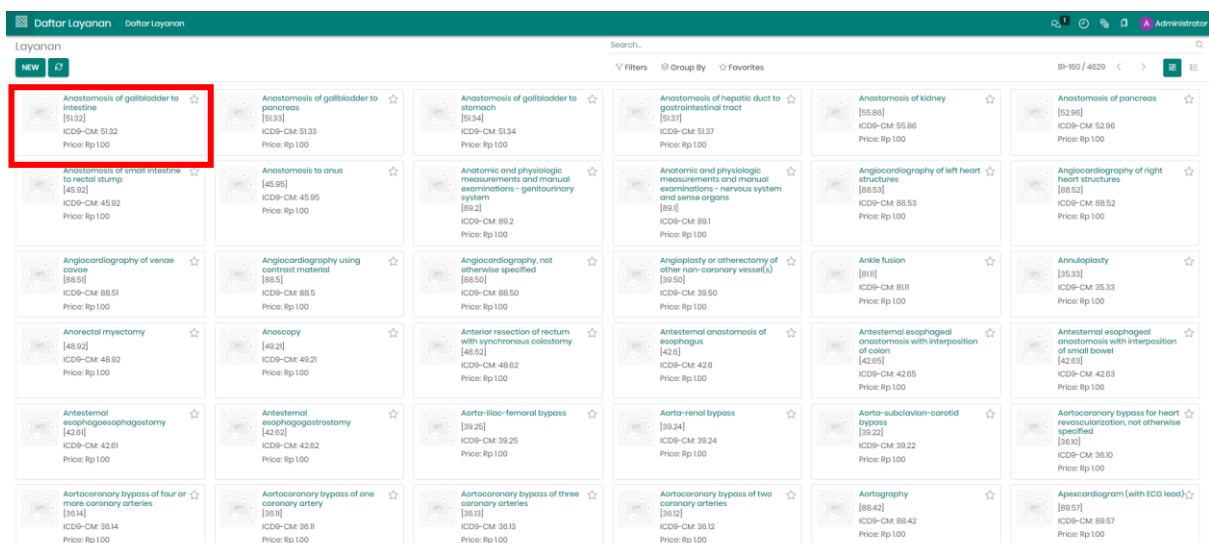 Daftar Layanan Daftar Layanan 1 A Administrator
Layanan
Search...
NEW
Filters Group By Favorites 81-160 / 4629
Anastomosis of gallbladder to
intestine
[51.32]
ICD9-CM: 51.32
Price: Rp 1.00
Anastomosis of gallbladder to
pancreas
[51.33]
ICD9-CM: 51.33
Price: Rp 1.00
Anastomosis of gallbladder to
stomach
[51.34]
ICD9-CM: 51.34
Price: Rp 1.00
Anastomosis of hepatic duct to
gastrointestinal tract
[51.37]
ICD9-CM: 51.37
Price: Rp 1.00
Anastomosis of kidney
[55.86]
ICD9-CM: 55.86
Price: Rp 1.00
Anastomosis of pancreas
[52.96]
ICD9-CM: 52.96
Price: Rp 1.00
Anastomosis of small intestine
to rectal stump
[45.92]
ICD9-CM: 45.92
Price: Rp 1.00
Anastomosis to anus
[45.95]
ICD9-CM: 45.95
Price: Rp 1.00
Anatomic and physiologic
measurements and manual
examinations - genitourinary
system
[89.2]
ICD9-CM: 89.2
Price: Rp 1.00
Anatomic and physiologic
measurements and manual
examinations - nervous system
and sense organs
[89.1]
ICD9-CM: 89.1
Price: Rp 1.00
Angiocardiography of left heart
structures
[88.53]
ICD9-CM: 88.53
Price: Rp 1.00
Angiocardiography of right
heart structures
[88.52]
ICD9-CM: 88.52
Price: Rp 1.00
Angiocardiography of venae
cavae
[88.51]
ICD9-CM: 88.51
Price: Rp 1.00
Angiocardiography using
contrast material
[88.5]
ICD9-CM: 88.5
Price: Rp 1.00
Angiocardiography, not
otherwise specified
[88.50]
ICD9-CM: 88.50
Price: Rp 1.00
Angioplasty or atherectomy of
other non-coronary vessel(s)
[39.50]
ICD9-CM: 39.50
Price: Rp 1.00
Ankle fusion
[81.11]
ICD9-CM: 81.11
Price: Rp 1.00
Annuloplasty
[35.33]
ICD9-CM: 35.33
Price: Rp 1.00
Anorectal myectomy
[48.92]
ICD9-CM: 48.92
Price: Rp 1.00
Anoscopy
[49.21]
ICD9-CM: 49.21
Price: Rp 1.00
Anterior resection of rectum
with synchronous colostomy
[48.62]
ICD9-CM: 48.62
Price: Rp 1.00
Antesternal anastomosis of
esophagus
[42.6]
ICD9-CM: 42.6
Price: Rp 1.00
Antesternal esophageal
anastomosis with interposition
of colon
[42.65]
ICD9-CM: 42.65
Price: Rp 1.00
Antesternal esophageal
anastomosis with interposition
of small bowel
[42.63]
ICD9-CM: 42.63
Price: Rp 1.00
Antesternal
esophagoesophagostomy
[42.61]
ICD9-CM: 42.61
Price: Rp 1.00
Antesternal
esophagogastrostomy
[42.62]
ICD9-CM: 42.62
Price: Rp 1.00
Aorta-iliac-femoral bypass
[39.25]
ICD9-CM: 39.25
Price: Rp 1.00
Aorta-renal bypass
[39.24]
ICD9-CM: 39.24
Price: Rp 1.00
Aorta-subclavian-carotid
bypass
[39.22]
ICD9-CM: 39.22
Price: Rp 1.00
Aortocoronary bypass for heart
revascularization, not otherwise
specified
[36.10]
ICD9-CM: 36.10
Price: Rp 1.00
Aortocoronary bypass of four or
more coronary arteries
[36.14]
ICD9-CM: 36.14
Price: Rp 1.00
Aortocoronary bypass of one
coronary artery
[36.11]
ICD9-CM: 36.11
Price: Rp 1.00
Aortocoronary bypass of three
coronary arteries
[36.13]
ICD9-CM: 36.13
Price: Rp 1.00
Aortocoronary bypass of two
coronary arteries
[36.12]
ICD9-CM: 36.12
Price: Rp 1.00
Aortography
[88.42]
ICD9-CM: 88.42
Price: Rp 1.00
Apexcardiogram (with ECG lead)
[89.57]
ICD9-CM: 89.57
Price: Rp 1.00